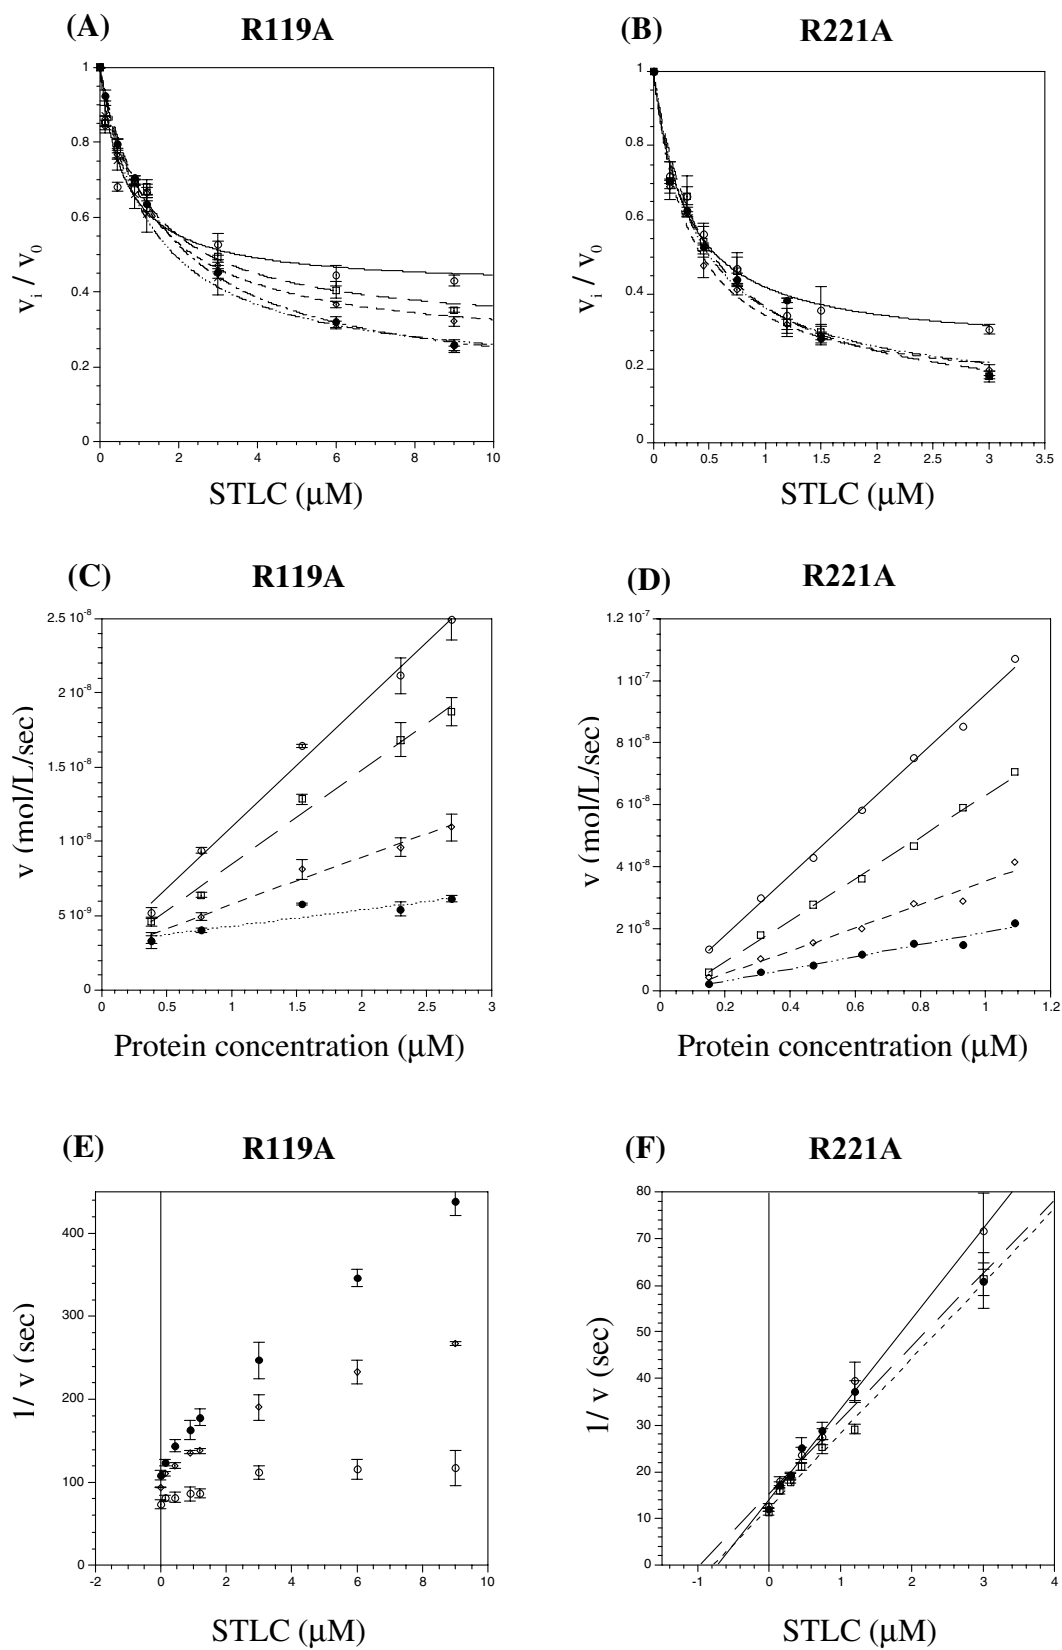 (A) R119A (B) R221A
1 1
0.8 0.8
0.6 0.6
0.4 0.4
0.2 0.2
0 0
0 2 4 6 8 10 0 0.5 1 1.5 2 2.5 3 3.5
v_i / v_0 v_i / v_0
STLC (μM) STLC (μM)
(C) R119A (D) R221A
2.5 10^-8 1.2 10^-7
2 10^-8 1 10^-7
1.5 10^-8 8 10^-8
1 10^-8 6 10^-8
5 10^-9 4 10^-8
0 2 10^-8
0
0 0.5 1 1.5 2 2.5 3 0 0.2 0.4 0.6 0.8 1 1.2
v (mol/L/sec) v (mol/L/sec)
Protein concentration (μM) Protein concentration (μM)
(E) R119A (F) R221A
400 80
300 70
200 60
100 50
0 40
30
20
10
0
-2 0 2 4 6 8 10 -1 0 1 2 3 4
1/ v (sec) 1/ v (sec)
STLC (μM) STLC (μM)